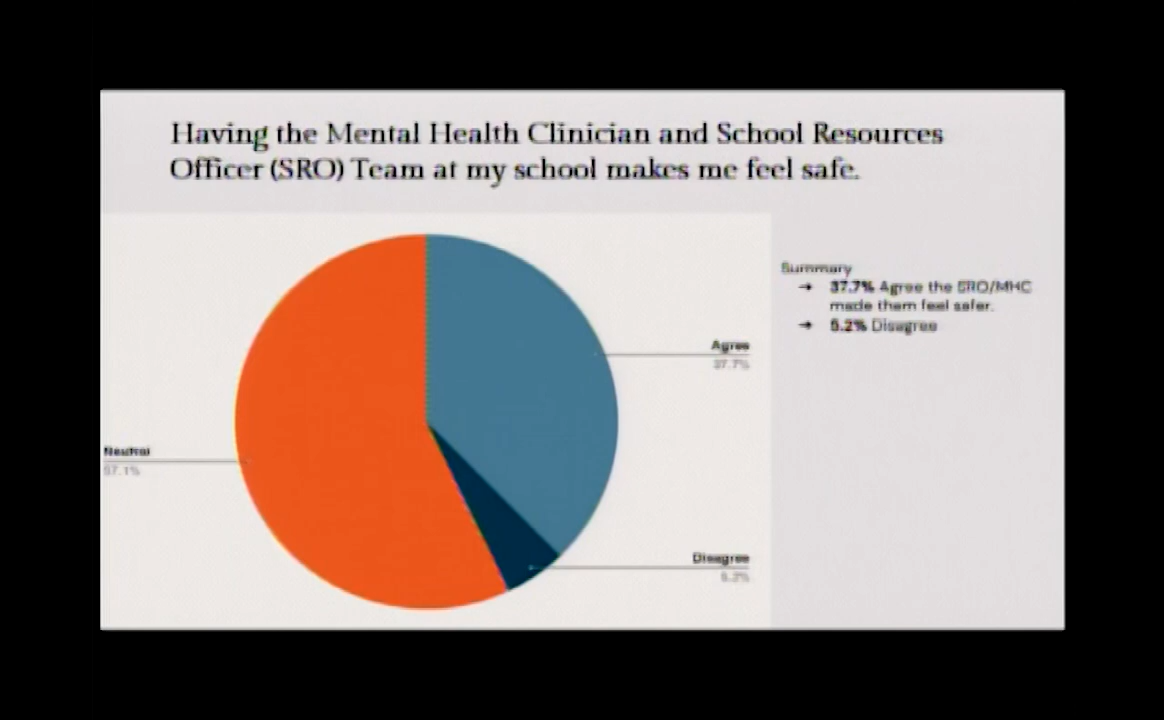 Having the Mental Health Clinician and School Resources
Officer (SRO) Team at my school makes me feel safe.
Summary
→ 37.7% Agree the SRO/MHC
made them feel safer.
→ 5.2% Disagree
Agree
37.7%
Neutral
57.1%
Disagree
5.2%